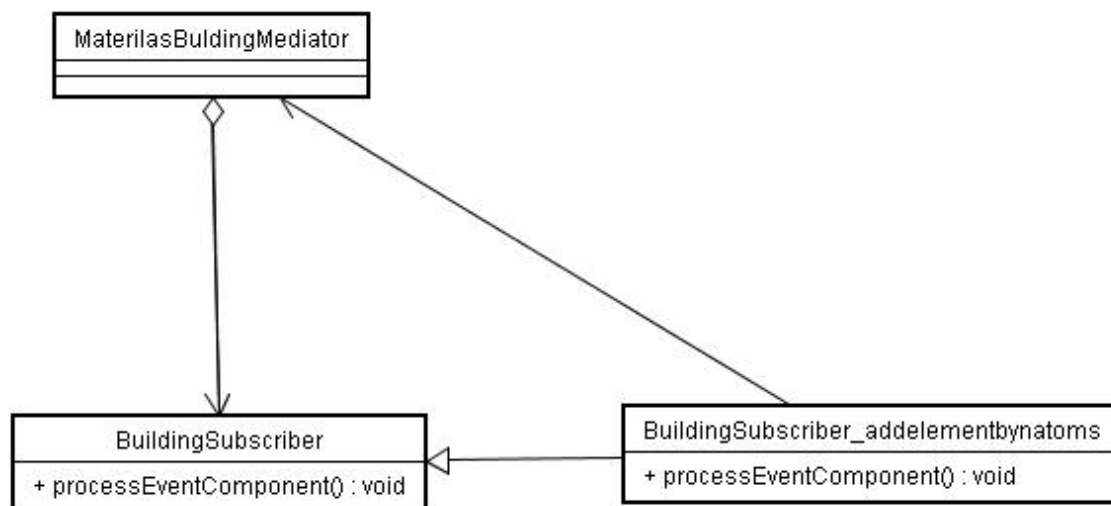 MaterilasBuldingMediator
BuildingSubscriber
+ processEventComponent() : void
BuildingSubscriber_addelementbynatoms
+ processEventComponent() : void